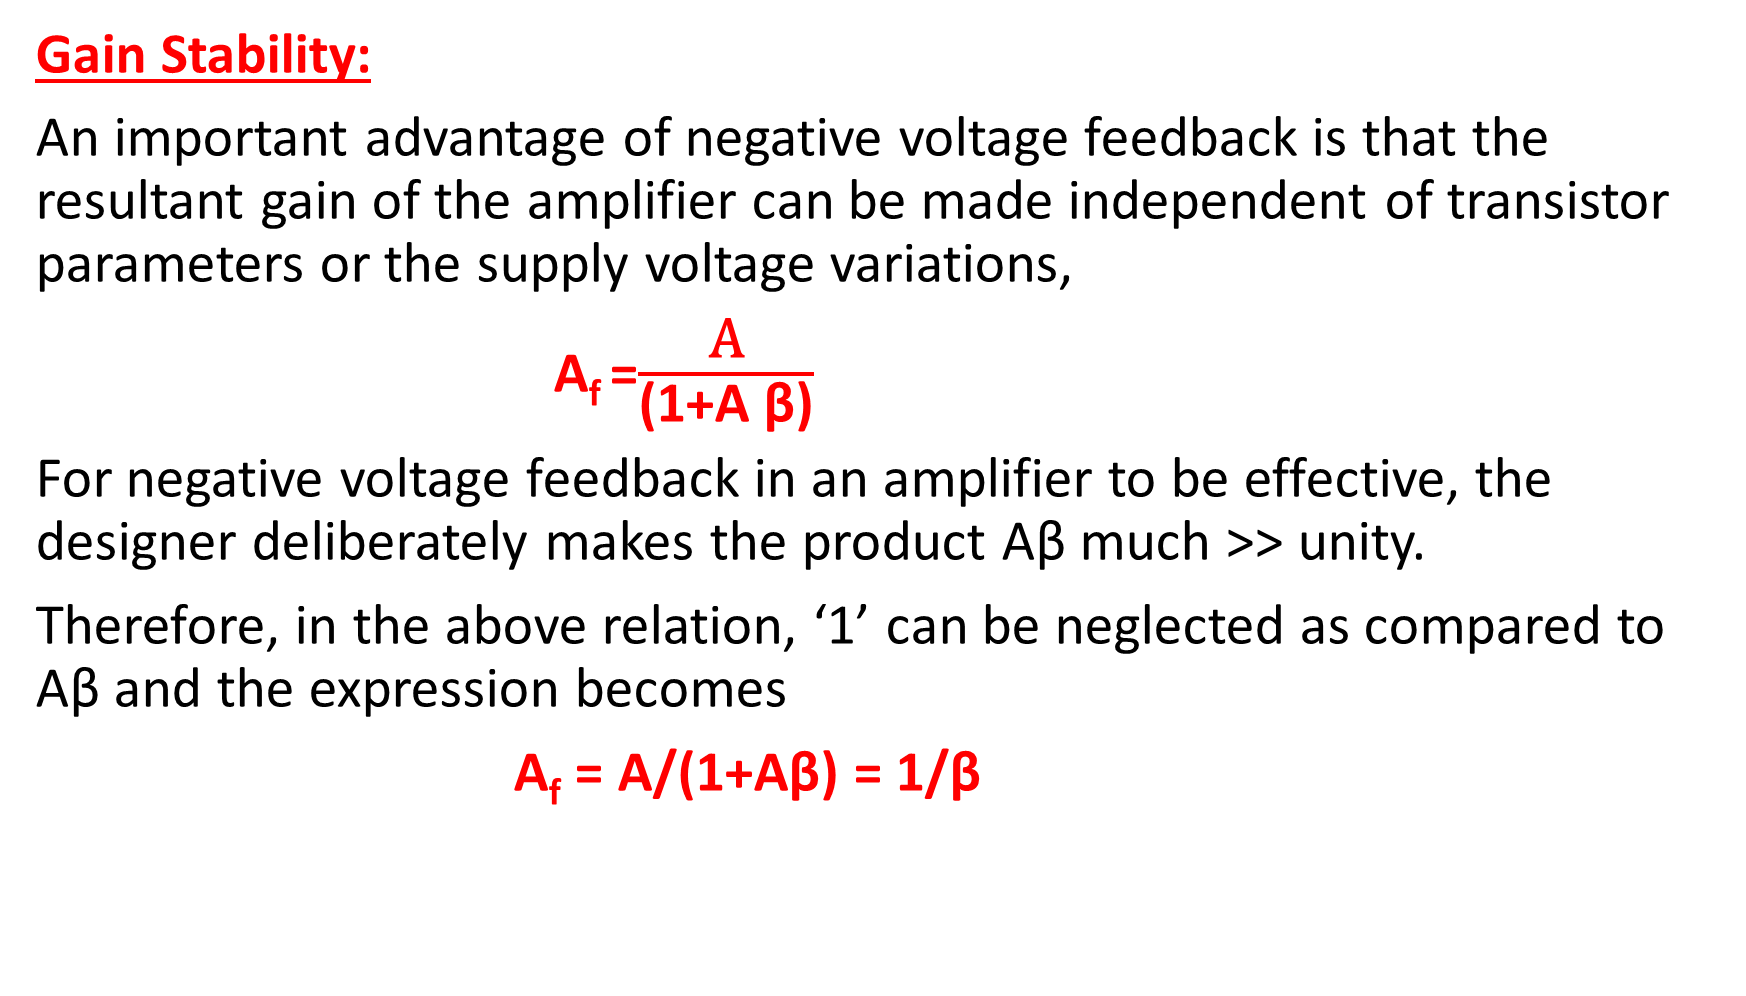 Gain Stability:
An important advantage of negative voltage feedback is that the
resultant gain of the amplifier can be made independent of transistor
parameters or the supply voltage variations,
A
A_f =
(1+A β)
For negative voltage feedback in an amplifier to be effective, the
designer deliberately makes the product Aβ much >> unity.
Therefore, in the above relation, ‘1’ can be neglected as compared to
Aβ and the expression becomes
A_f = A/(1+Aβ) = 1/β